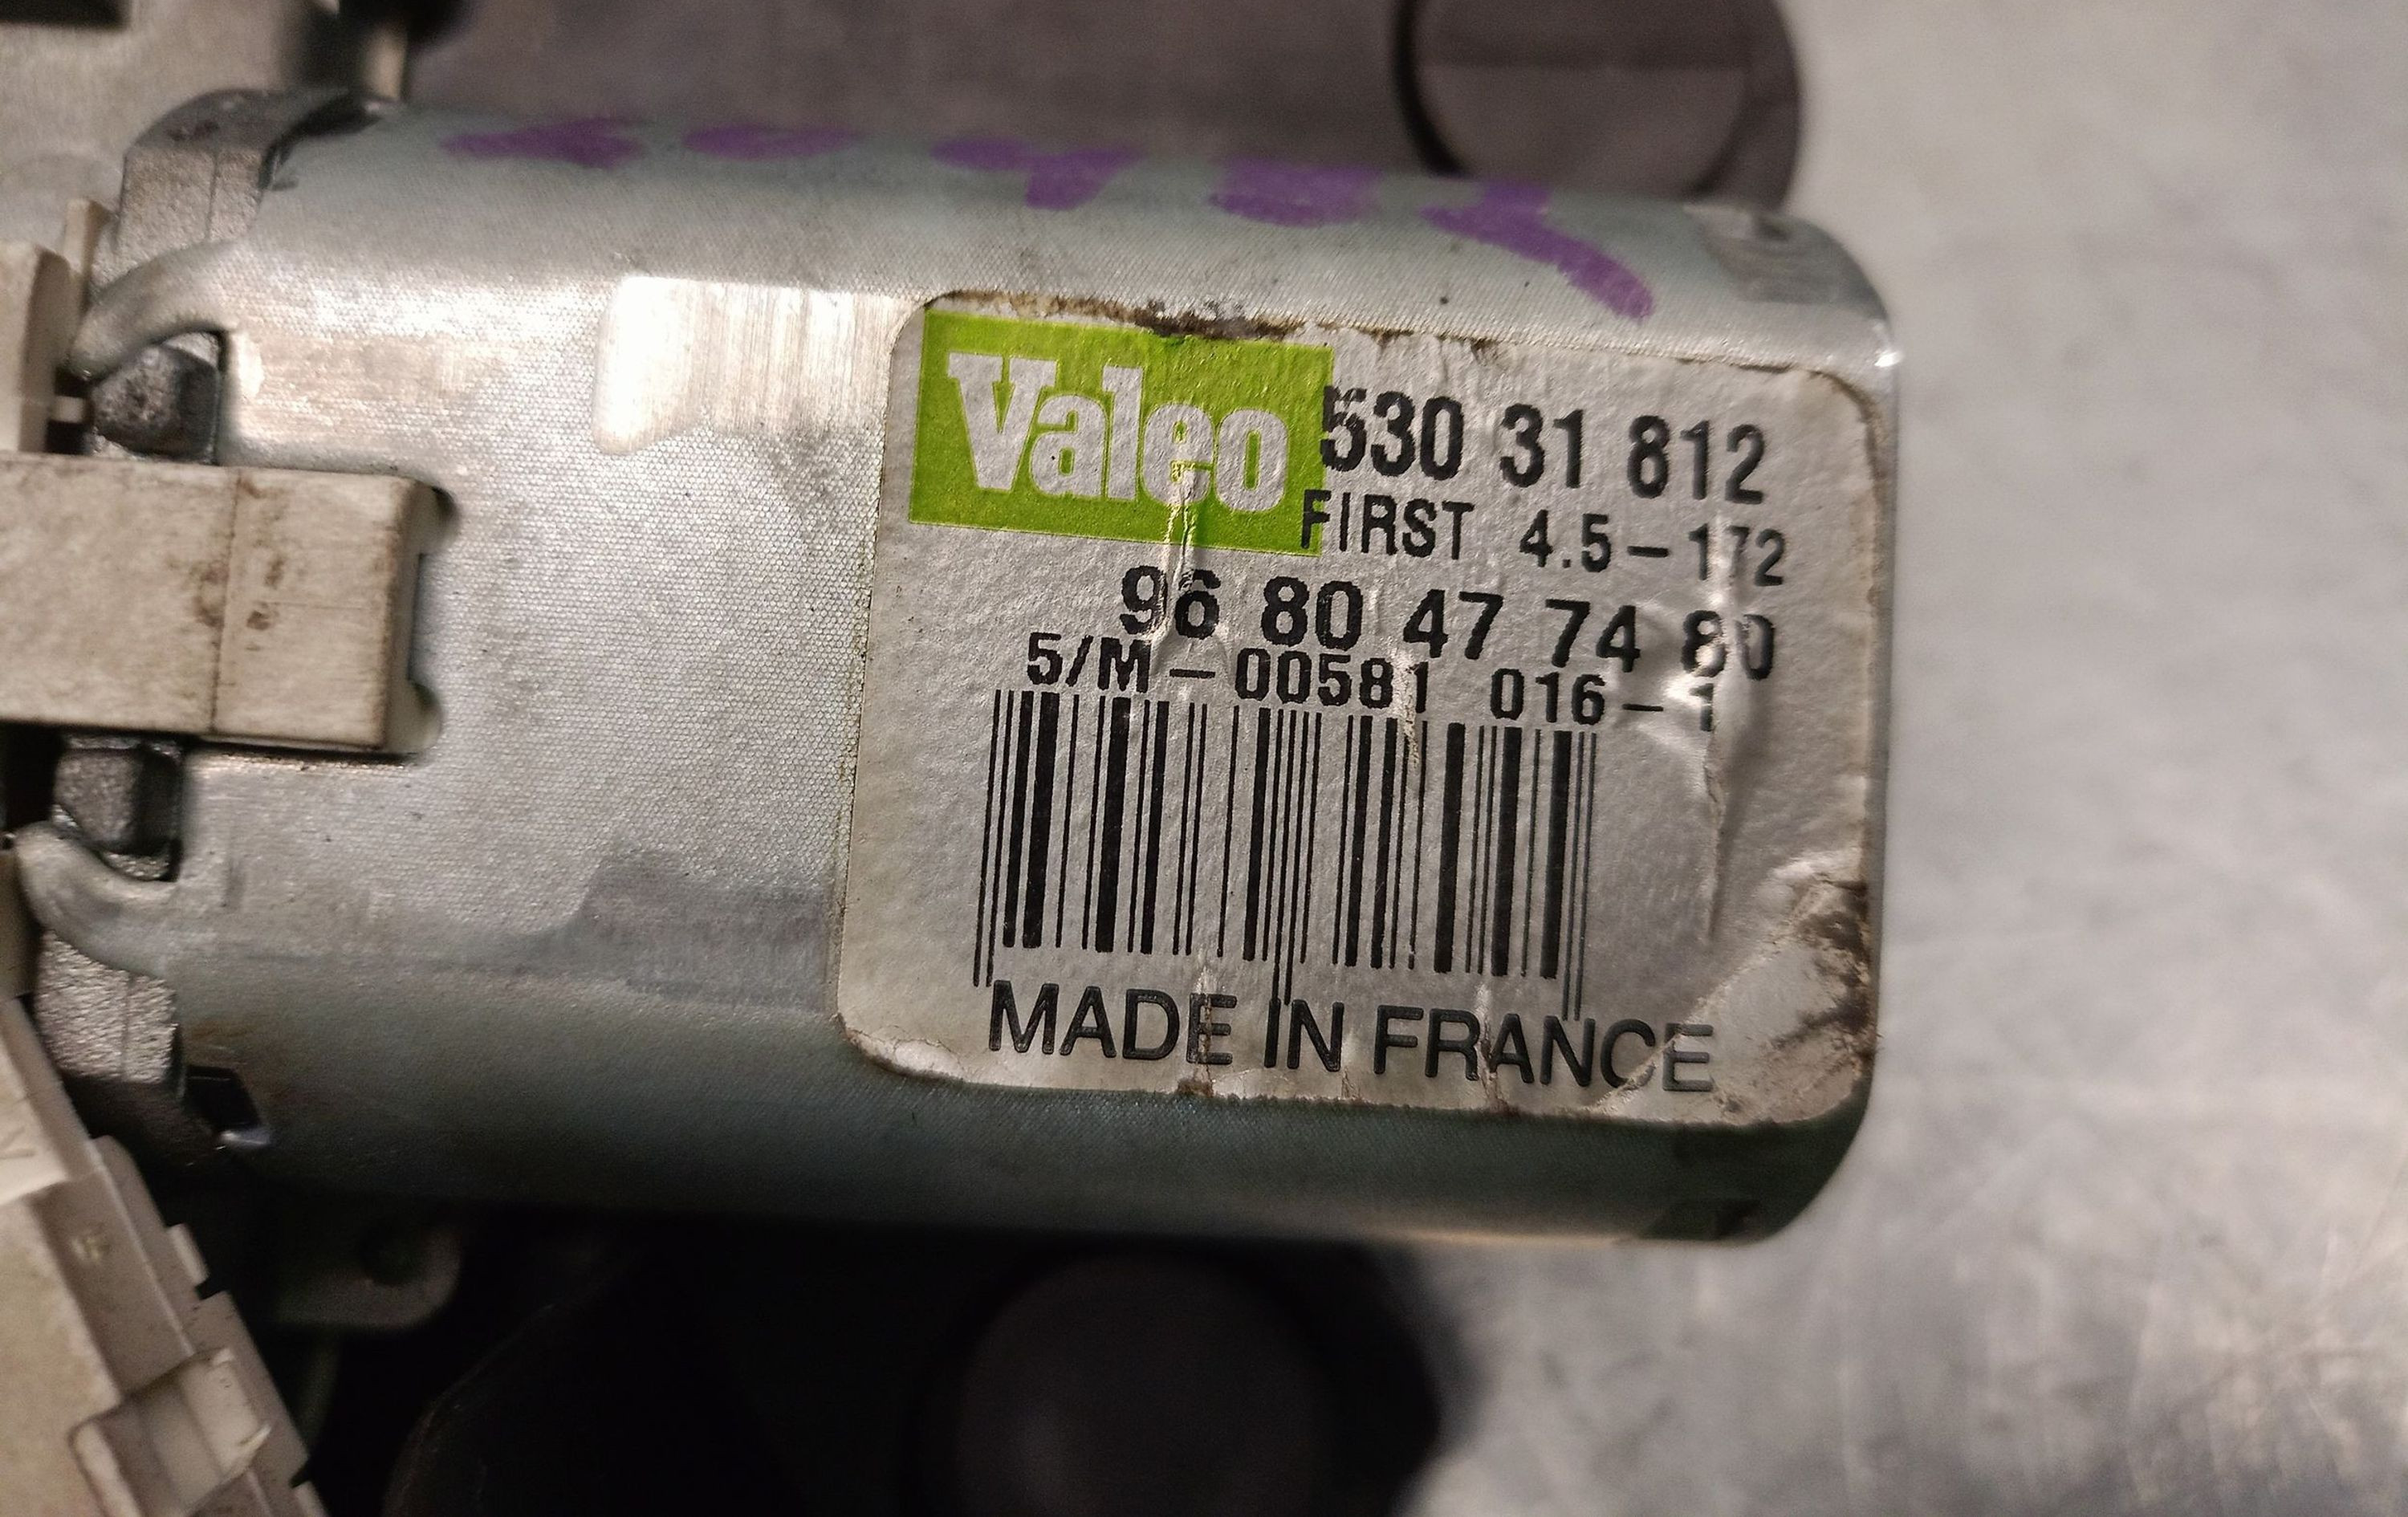 Valeo 530 31 812
FIRST 4.5-172
96 80 47 74 80
5/M-00581 016-1
MADE IN FRANCE